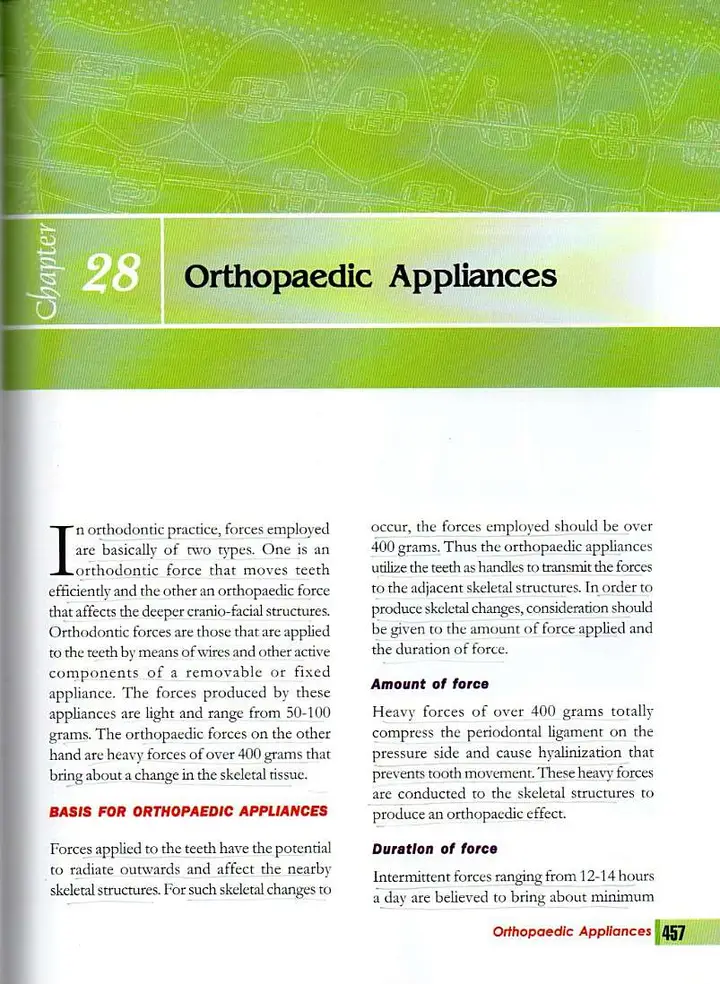 Chapter
28
Orthopaedic Appliances
In orthodontic practice, forces employed
are basically of two types. One is an
orthodontic force that moves teeth
efficiently and the other an orthopaedic force
that affects the deeper cranio-facial structures.
Orthodontic forces are those that are applied
to the teeth by means of wires and other active
components of a removable or fixed
appliance. The forces produced by these
appliances are light and range from 50-100
grams. The orthopaedic forces on the other
hand are heavy forces of over 400 grams that
bring about a change in the skeletal tissue.
BASIS FOR ORTHOPAEDIC APPLIANCES
Forces applied to the teeth have the potential
to radiate outwards and affect the nearby
skeletal structures. For such skeletal changes to
occur, the forces employed should be over
400 grams. Thus the orthopaedic appliances
utilize the teeth as handles to transmit the forces
to the adjacent skeletal structures. In order to
produce skeletal changes, consideration should
be given to the amount of force applied and
the duration of force.
Amount of force
Heavy forces of over 400 grams totally
compress the periodontal ligament on the
pressure side and cause hyalinization that
prevents tooth movement. These heavy forces
are conducted to the skeletal structures to
produce an orthopaedic effect.
Duration of force
Intermittent forces ranging from 12-14 hours
a day are believed to bring about minimum
Orthopaedic Appliances 457